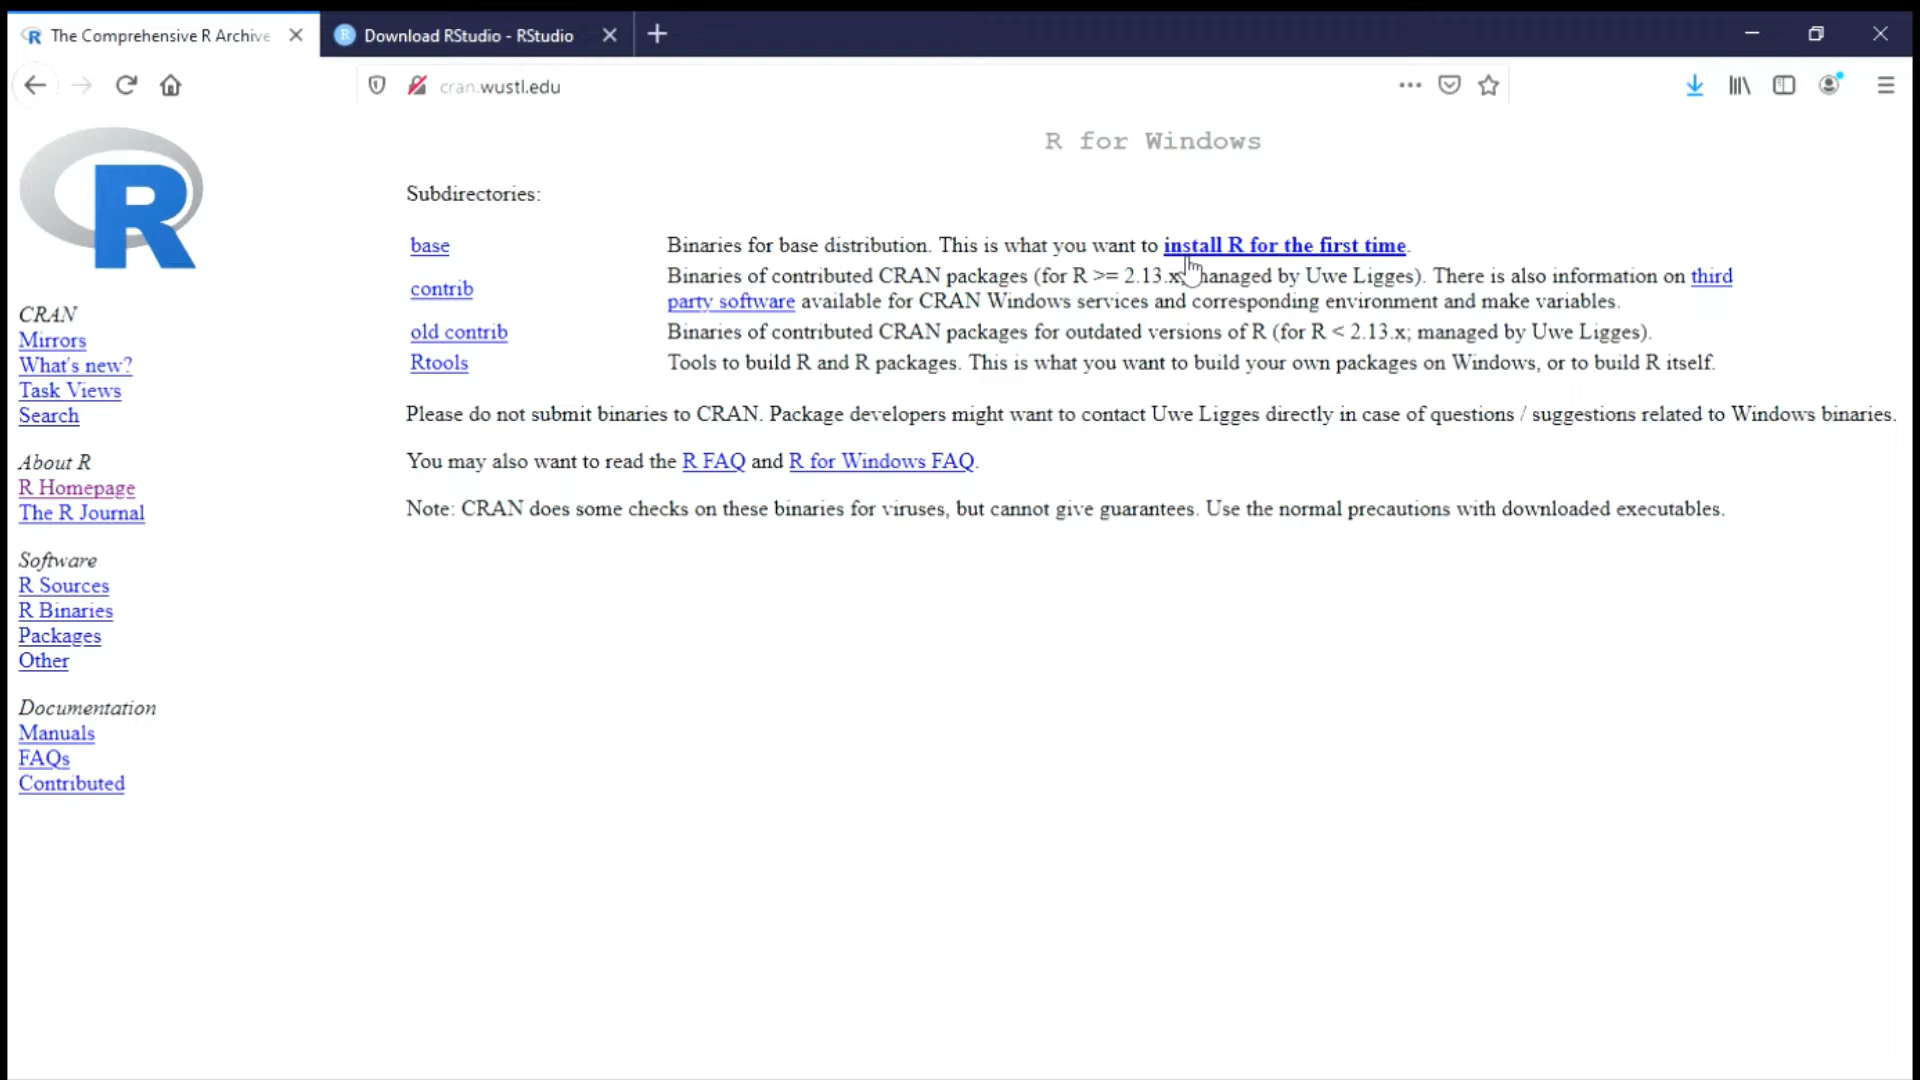 The Comprehensive R Archive
Download RStudio - RStudio
cran.wustl.edu
R
R for Windows
Subdirectories:
base
Binaries for base distribution. This is what you want to install R for the first time.
contrib
Binaries of contributed CRAN packages (for R >= 2.13.x; managed by Uwe Ligges). There is also information on third
party software available for CRAN Windows services and corresponding environment and make variables.
old contrib
Binaries of contributed CRAN packages for outdated versions of R (for R < 2.13.x; managed by Uwe Ligges).
Rtools
Tools to build R and R packages. This is what you want to build your own packages on Windows, or to build R itself.
Please do not submit binaries to CRAN. Package developers might want to contact Uwe Ligges directly in case of questions / suggestions related to Windows binaries.
You may also want to read the R FAQ and R for Windows FAQ.
Note: CRAN does some checks on these binaries for viruses, but cannot give guarantees. Use the normal precautions with downloaded executables.
CRAN
Mirrors
What's new?
Task Views
Search
About R
R Homepage
The R Journal
Software
R Sources
R Binaries
Packages
Other
Documentation
Manuals
FAQs
Contributed